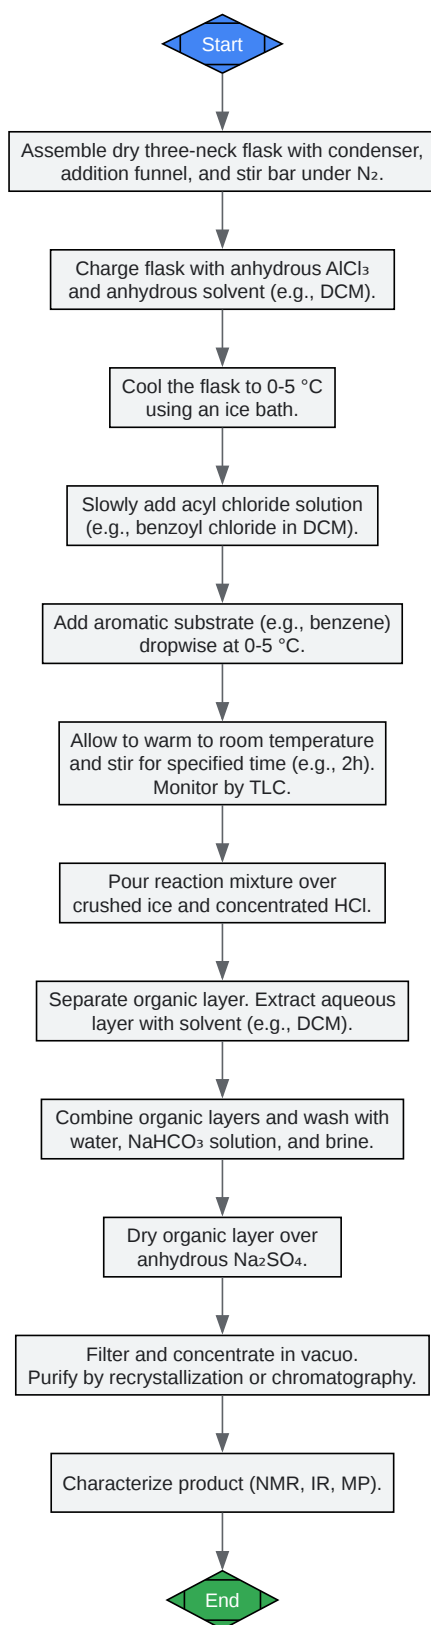 Start
Assemble dry three-neck flask with condenser,
addition funnel, and stir bar under N₂.
Charge flask with anhydrous AlCl₃
and anhydrous solvent (e.g., DCM).
Cool the flask to 0-5 °C
using an ice bath.
Slowly add acyl chloride solution
(e.g., benzoyl chloride in DCM).
Add aromatic substrate (e.g., benzene)
dropwise at 0-5 °C.
Allow to warm to room temperature
and stir for specified time (e.g., 2h).
Monitor by TLC.
Pour reaction mixture over
crushed ice and concentrated HCl.
Separate organic layer. Extract aqueous
layer with solvent (e.g., DCM).
Combine organic layers and wash with
water, NaHCO₃ solution, and brine.
Dry organic layer over
anhydrous Na₂SO₄.
Filter and concentrate in vacuo.
Purify by recrystallization or chromatography.
Characterize product (NMR, IR, MP).
End